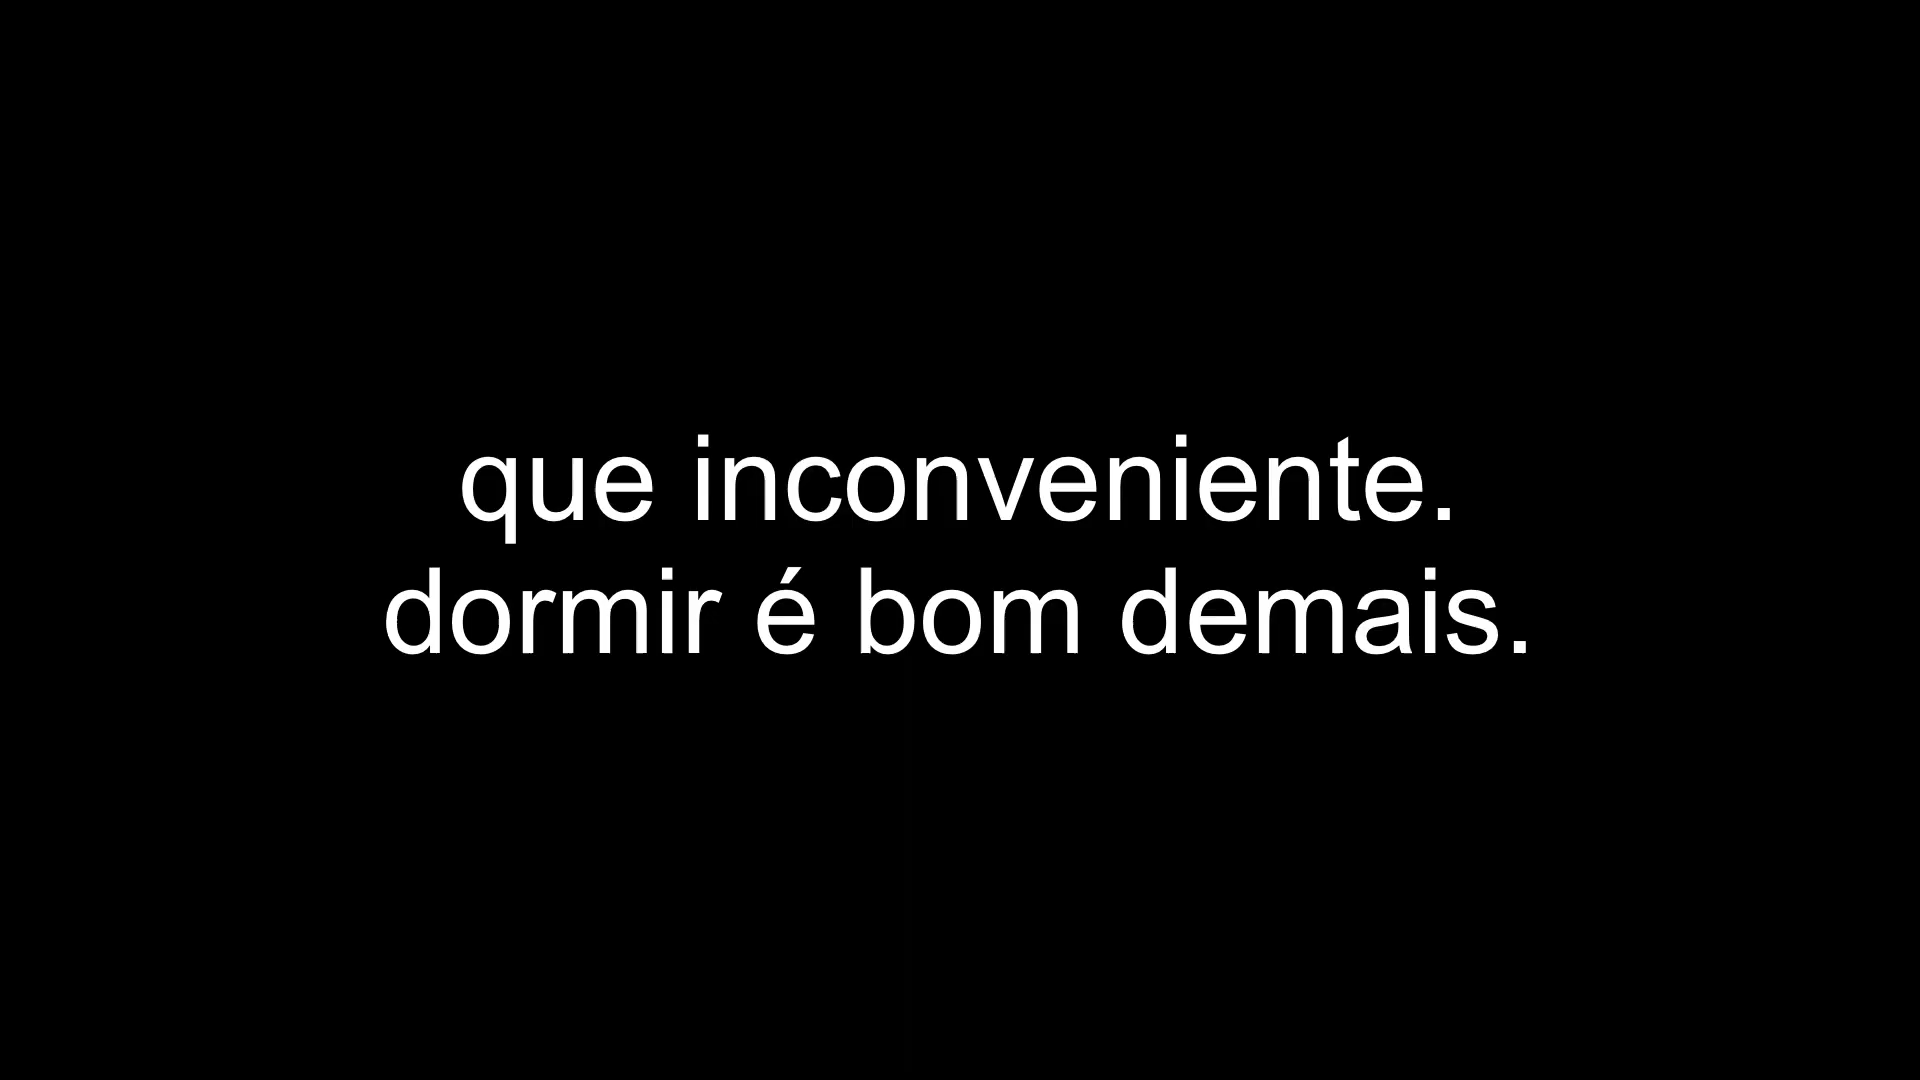 que inconveniente.
dormir é bom demais.